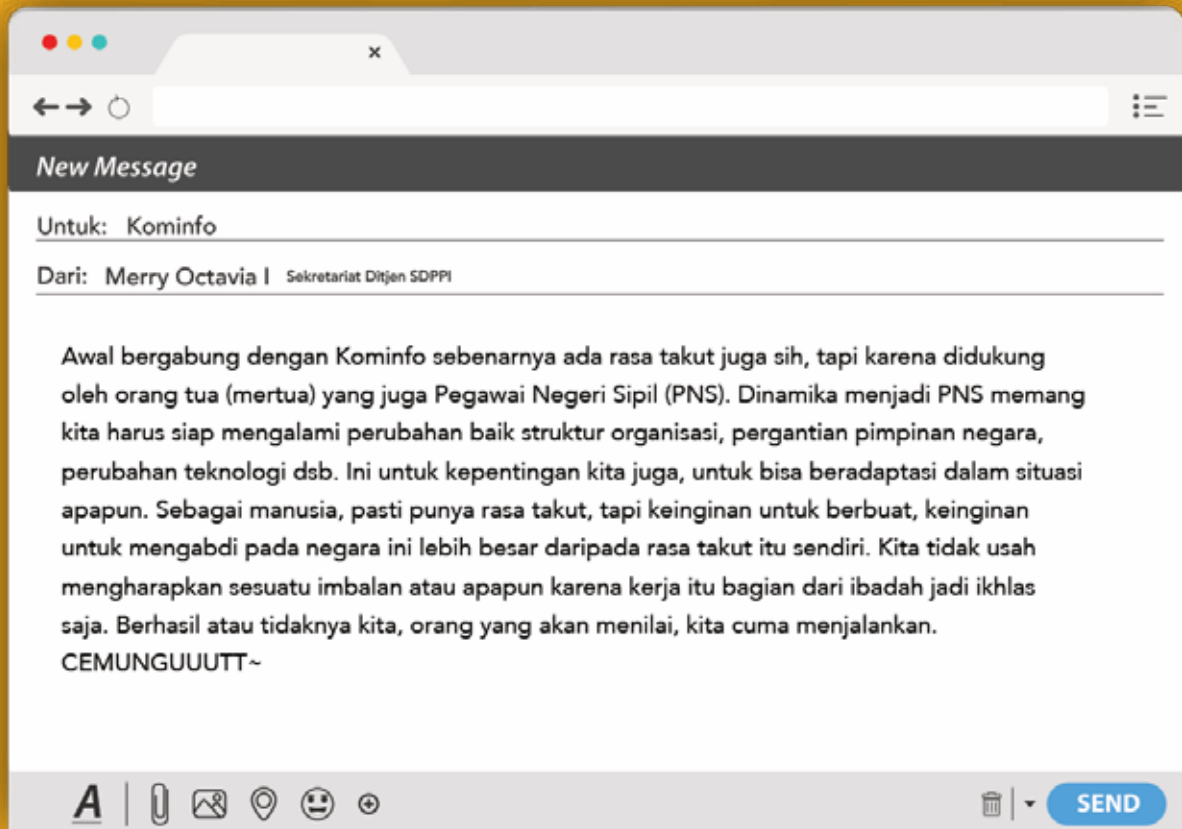 New Message
Untuk: Kominfo
Dari: Merry Octavia l Sekretariat Ditjen SDPPI
Awal bergabung dengan Kominfo sebenarnya ada rasa takut juga sih, tapi karena didukung
oleh orang tua (mertua) yang juga Pegawai Negeri Sipil (PNS). Dinamika menjadi PNS memang
kita harus siap mengalami perubahan baik struktur organisasi, pergantian pimpinan negara,
perubahan teknologi dsb. Ini untuk kepentingan kita juga, untuk bisa beradaptasi dalam situasi
apapun. Sebagai manusia, pasti punya rasa takut, tapi keinginan untuk berbuat, keinginan
untuk mengabdi pada negara ini lebih besar daripada rasa takut itu sendiri. Kita tidak usah
mengharapkan sesuatu imbalan atau apapun karena kerja itu bagian dari ibadah jadi ikhlas
saja. Berhasil atau tidaknya kita, orang yang akan menilai, kita cuma menjalankan.
CEMUNGUUUTT~
A
SEND